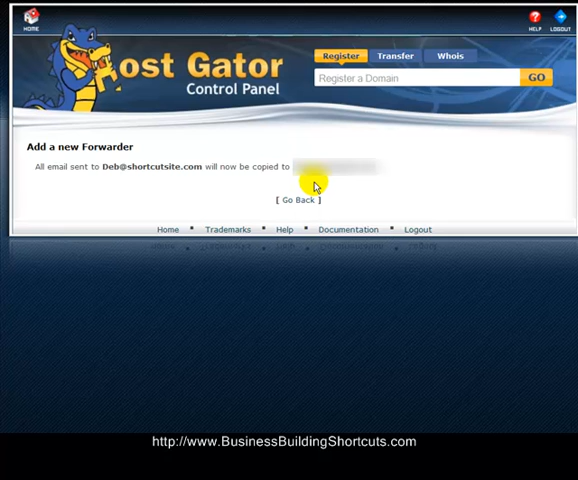 HOME
HELP LOGOUT
Host Gator
Control Panel
Register Transfer Whois
Register a Domain GO
Add a new Forwarder
All email sent to Deb@shortcutsite.com will now be copied to
[ Go Back ]
Home Trademarks Help Documentation Logout
http://www.BusinessBuildingShortcuts.com